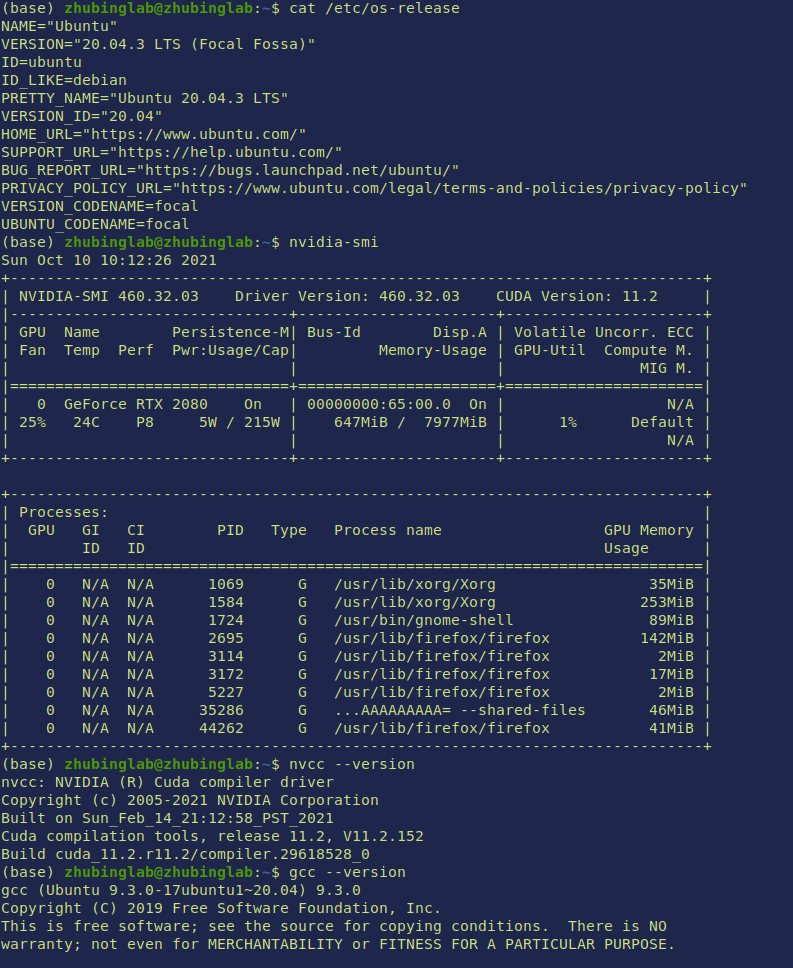 (base) zhubinglab@zhubinglab:~$ cat /etc/os-release
NAME="Ubuntu"
VERSION="20.04.3 LTS (Focal Fossa)"
ID=ubuntu
ID_LIKE=debian
PRETTY_NAME="Ubuntu 20.04.3 LTS"
VERSION_ID="20.04"
HOME_URL="https://www.ubuntu.com/"
SUPPORT_URL="https://help.ubuntu.com/"
BUG_REPORT_URL="https://bugs.launchpad.net/ubuntu/"
PRIVACY_POLICY_URL="https://www.ubuntu.com/legal/terms-and-policies/privacy-policy"
VERSION_CODENAME=focal
UBUNTU_CODENAME=focal
(base) zhubinglab@zhubinglab:~$ nvidia-smi
Sun Oct 10 10:12:26 2021
+-----------------------------------------------------------------------------+
| NVIDIA-SMI 460.32.03    Driver Version: 460.32.03    CUDA Version: 11.2     |
|-------------------------------+----------------------+----------------------+
| GPU  Name        Persistence-M| Bus-Id        Disp.A | Volatile Uncorr. ECC |
| Fan  Temp  Perf  Pwr:Usage/Cap|         Memory-Usage | GPU-Util  Compute M. |
|                               |                      |               MIG M. |
|===============================+======================+======================|
|   0  GeForce RTX 2080    On   | 00000000:65:00.0  On |                  N/A |
| 25%   24C    P8     5W / 215W |    647MiB /  7977MiB |      1%      Default |
|                               |                      |                  N/A |
+-------------------------------+----------------------+----------------------+
+-----------------------------------------------------------------------------+
| Processes:                                                                  |
|  GPU   GI   CI        PID   Type   Process name                  GPU Memory |
|        ID   ID                                                   Usage      |
|=============================================================================|
|    0   N/A  N/A      1069      G   /usr/lib/xorg/Xorg                 35MiB |
|    0   N/A  N/A      1584      G   /usr/lib/xorg/Xorg                253MiB |
|    0   N/A  N/A      1724      G   /usr/bin/gnome-shell               89MiB |
|    0   N/A  N/A      2695      G   /usr/lib/firefox/firefox          142MiB |
|    0   N/A  N/A      3114      G   /usr/lib/firefox/firefox            2MiB |
|    0   N/A  N/A      3172      G   /usr/lib/firefox/firefox           17MiB |
|    0   N/A  N/A      5227      G   /usr/lib/firefox/firefox            2MiB |
|    0   N/A  N/A     35286      G   ...AAAAAAAAA= --shared-files       46MiB |
|    0   N/A  N/A     44262      G   /usr/lib/firefox/firefox           41MiB |
+-----------------------------------------------------------------------------+
(base) zhubinglab@zhubinglab:~$ nvcc --version
nvcc: NVIDIA (R) Cuda compiler driver
Copyright (c) 2005-2021 NVIDIA Corporation
Built on Sun_Feb_14_21:12:58_PST_2021
Cuda compilation tools, release 11.2, V11.2.152
Build cuda_11.2.r11.2/compiler.29618528_0
(base) zhubinglab@zhubinglab:~$ gcc --version
gcc (Ubuntu 9.3.0-17ubuntu1~20.04) 9.3.0
Copyright (C) 2019 Free Software Foundation, Inc.
This is free software; see the source for copying conditions.  There is NO
warranty; not even for MERCHANTABILITY or FITNESS FOR A PARTICULAR PURPOSE.